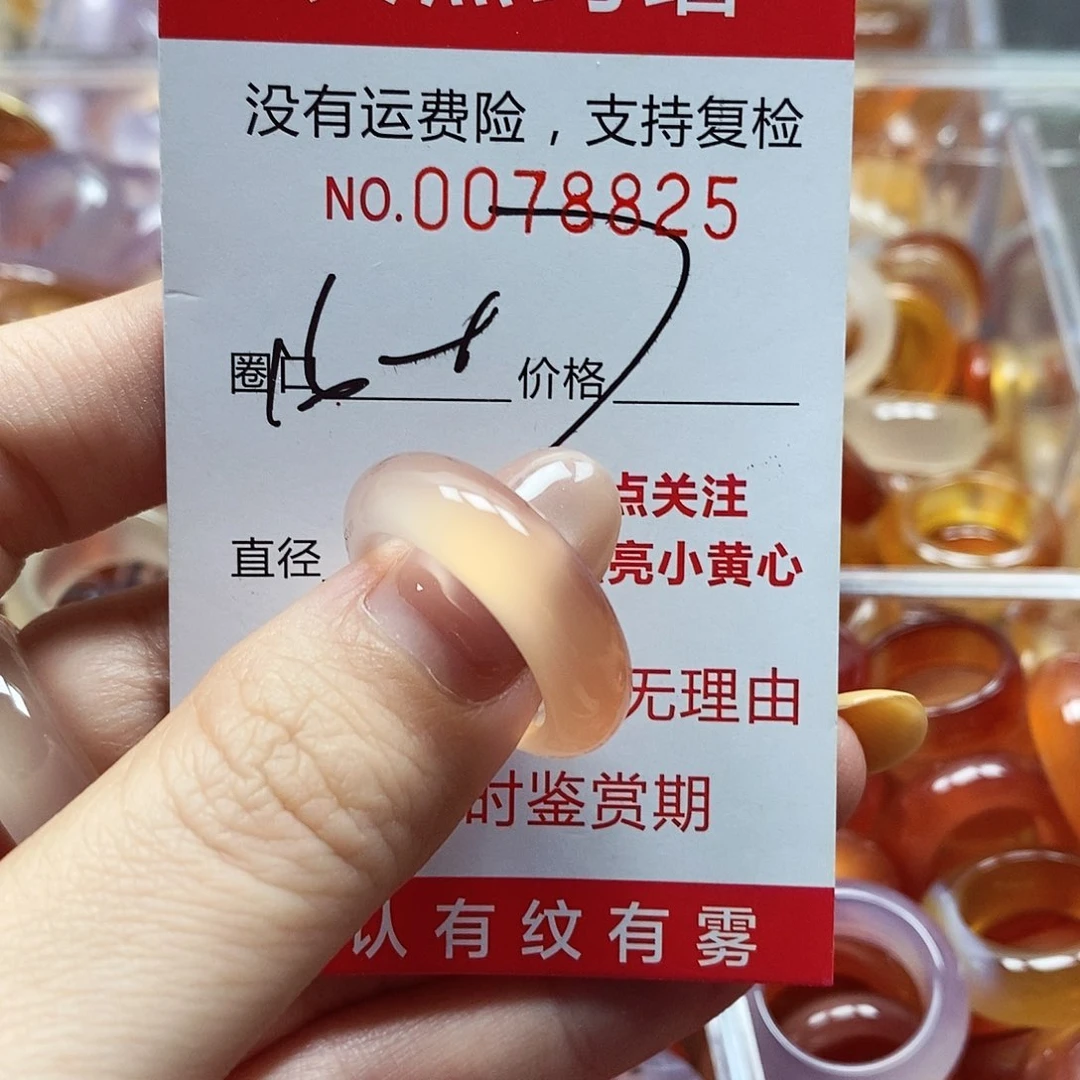 没有运费险，支持复检
NO.0078825
圈口 16-8 价格
点关注
直径 亮小黄心
无理由
时鉴赏期
认有纹有雾